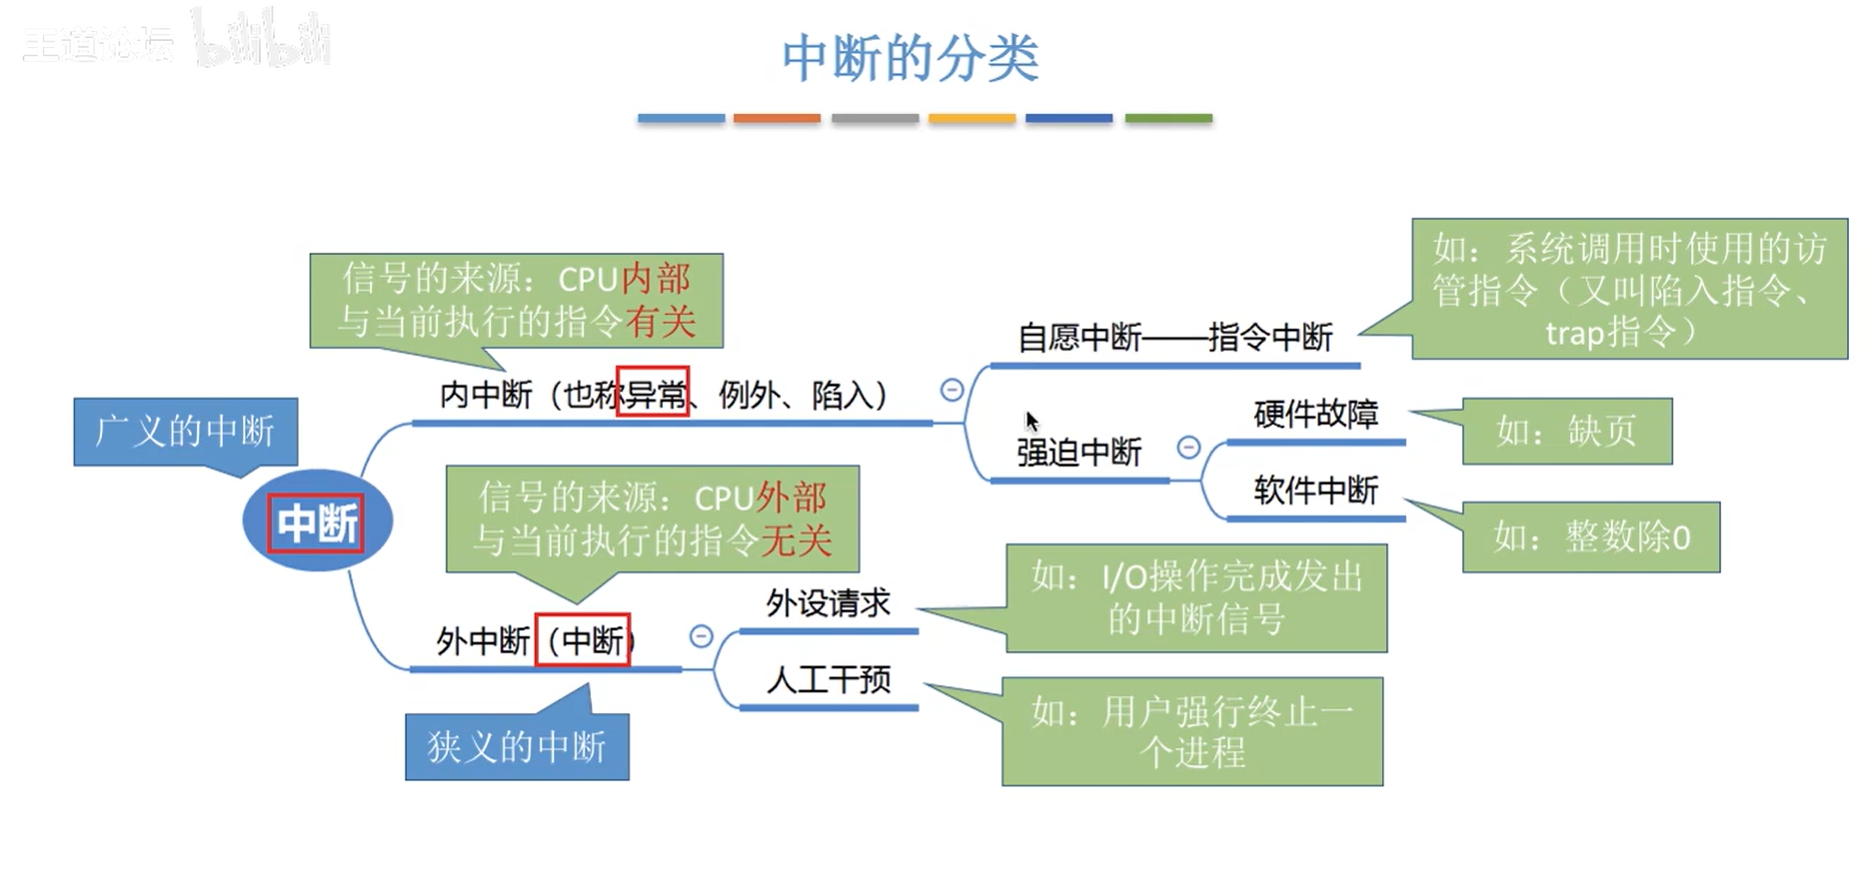 王道论坛 bilibili
中断的分类
信号的来源：CPU内部
与当前执行的指令有关
内中断（也称异常、例外、陷入）
自愿中断——指令中断
如：系统调用时使用的访
管指令（又叫陷入指令、
trap指令）
强迫中断
硬件故障
如：缺页
软件中断
如：整数除0
广义的中断
中断
信号的来源：CPU外部
与当前执行的指令无关
外中断（中断）
外设请求
如：I/O操作完成发出
的中断信号
人工干预
如：用户强行终止一
个进程
狭义的中断